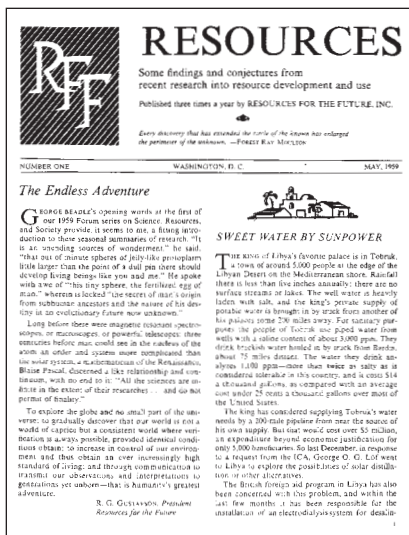 RFF
RESOURCES
Some findings and conjectures from
recent research into resource development and use
Published three times a year by RESOURCES FOR THE FUTURE, INC.
Every discovery that has extended the realm of the known has enlarged
the perimeter of the unknown. —FOREST RAY MOULTON
NUMBER ONE WASHINGTON, D. C. MAY, 1959
The Endless Adventure
GEORGE BEADLE's opening words at the first of
our 1959 Forum series on Science, Resources,
and Society provide, it seems to me, a fitting intro-
duction to these seasonal summaries of research. "It
is an unending sources of wonderment," he said,
"that out of minute spheres of jelly-like protoplasm
little larger than the point of a dull pin there should
develop living beings like you and me." He spoke
with awe of "this tiny sphere, the fertilized egg of
man," wherein is locked "the secret of man's origin
from subhuman ancestors and the nature of his des-
tiny in an evolutionary future now unknown."
Long before there were magnetic resonant spectro-
scopes, or macroscopes, or powerful telescopes; three
centuries before man could see in the nucleus of the
atom an order and system more complicated than
the solar system, a mathematician of the Renaissance,
Blaise Pascal, discerned a like relationship and con-
tinuum, with no end to it: "All the sciences are in-
finite in the extent of their researches . . . and do not
permit of finality."
To explore the globe and no small part of the uni-
verse; to gradually discover that our world is not a
world of caprice but a consistent world where veri-
fication is always possible, provided identical condi-
tions obtain; to increase in control of our environ-
ment and thus obtain an ever increasingly high
standard of living; and through communication to
transmit our observations and interpretations to
generations yet unborn—that is humanity's greatest
adventure.
R. G. GUSTAVSON, President
Resources for the Future
SWEET WATER BY SUNPOWER
THE KING of Libya's favorite palace is in Tobruk,
a town of around 5,000 people at the edge of the
Libyan Desert on the Mediterranean shore. Rainfall
there is less than five inches annually; there are no
surface streams or lakes. The well water is heavily
laden with salt, and the king's private supply of
potable water is brought in by truck from another of
his palaces some 200 miles away. For sanitary pur-
poses the people of Tobruk use piped water from
wells with a saline content of about 3,000 ppm. They
drink brackish water hauled in by truck from Bardia,
about 75 miles distant. The water they drink an-
alyzes 1,100 ppm—more than twice as salty as is
considered tolerable in this country, and it costs $14
a thousand gallons, as compared with an average
cost under 25 cents a thousand gallons over most of
the United States.
The king has considered supplying Tobruk's water
needs by a 200-mile pipeline from near the source of
his own supply. But that would cost over $5 million,
an expenditure beyond economic justification for
only 5,000 beneficiaries. So last December, in response
to a request from the ICA, George O. G. Löf went
to Libya to explore the possibilities of solar distilla-
tion or other alternatives.
The British foreign aid program in Libya has also
been concerned with this problem, and within the
last few months it has been responsible for the
installation of an electrodialysis system for desalin-
1